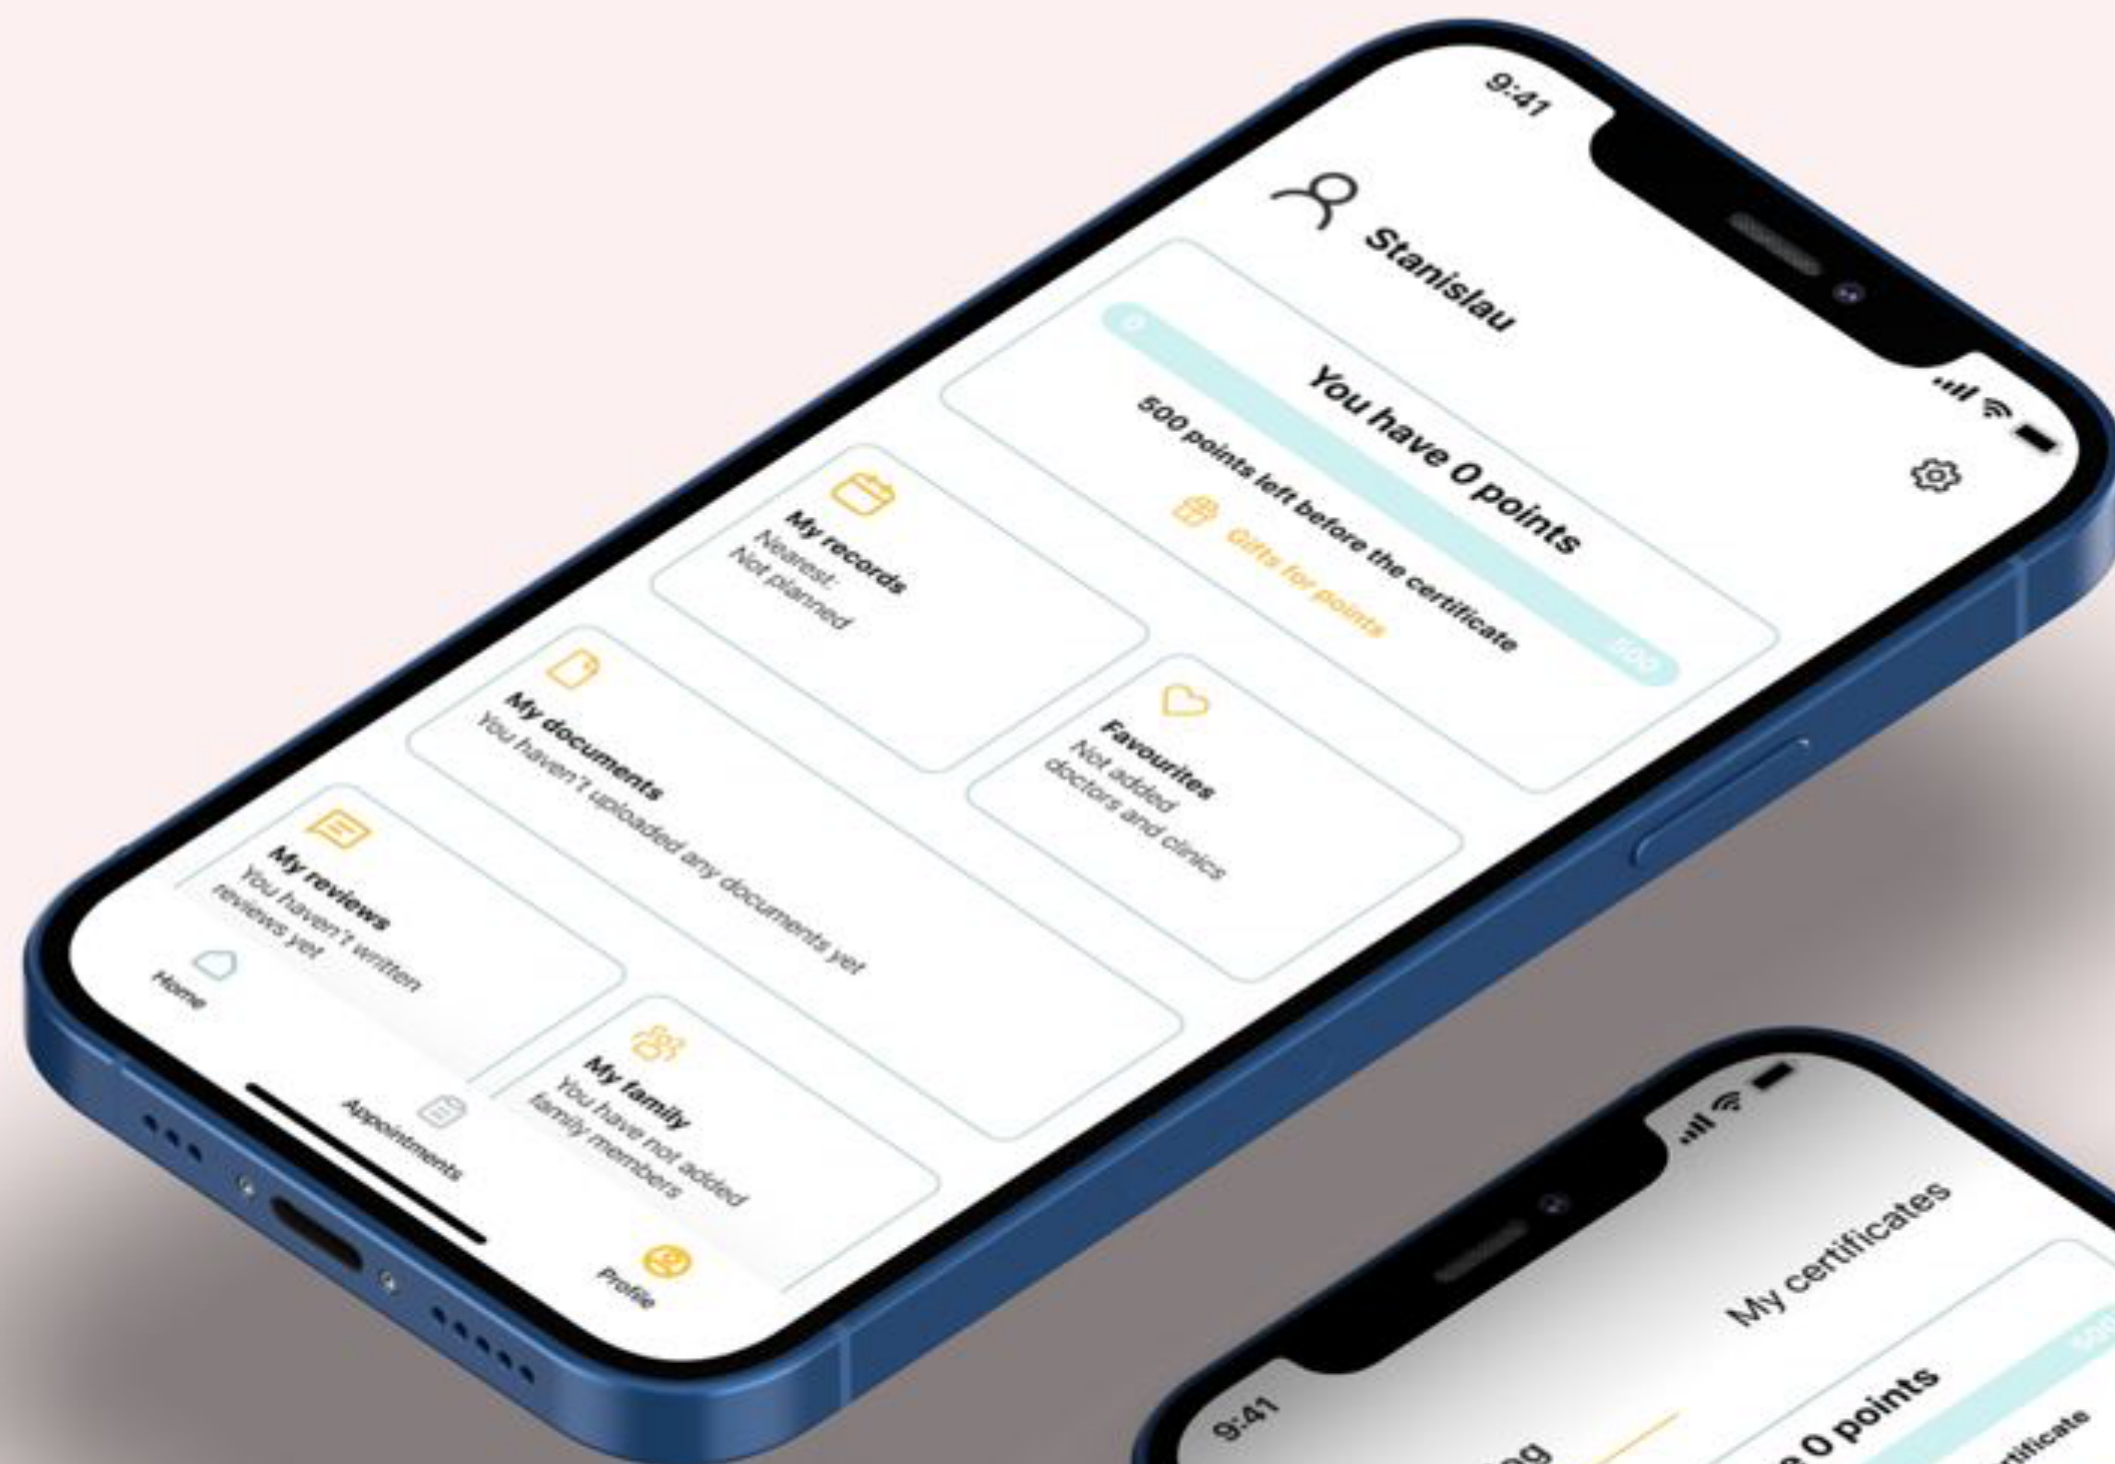 9:41
Stanislau
You have 0 points
0
500
500 points left before the certificate
Gifts for points
My records
Nearest:
Not planned
Favourites
Not added
doctors and clinics
My documents
You haven't uploaded any documents yet
My reviews
You haven't written
reviews yet
My family
You have not added
family members
Home
Appointments
Profile
9:41
My certificates
0 points
500